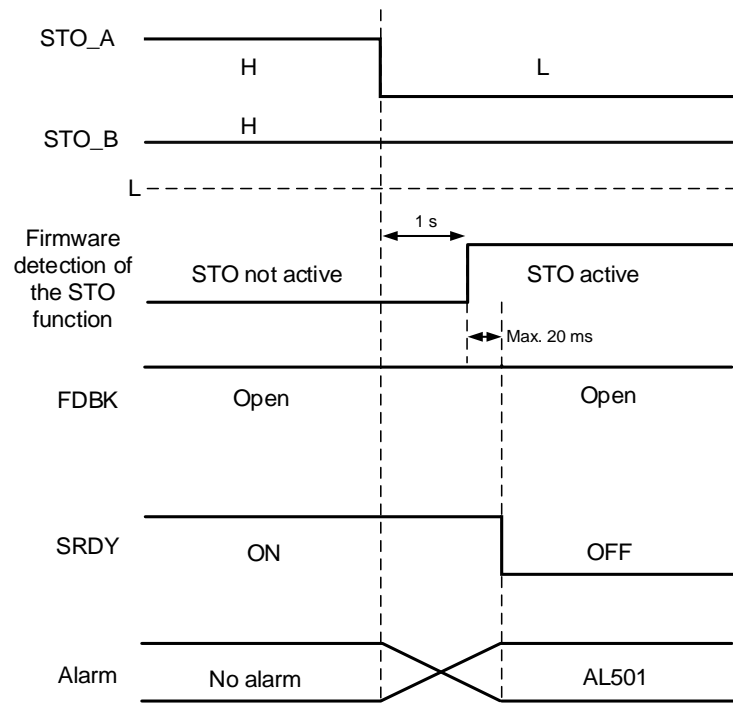 STO_A
H
L
STO_B
H
L
1 s
Firmware
detection of
the STO
function
STO not active
STO active
Max. 20 ms
FDBK
Open
Open
SRDY
ON
OFF
Alarm
No alarm
AL501